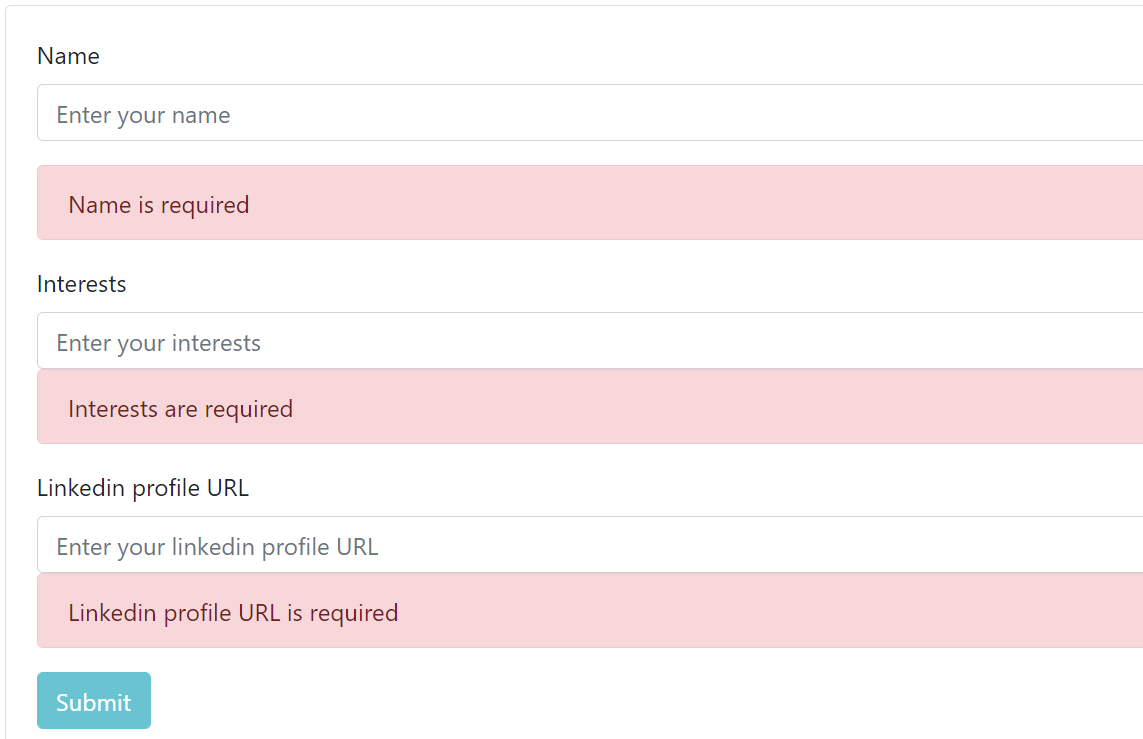 Name
Enter your name
Name is required
Interests
Enter your interests
Interests are required
Linkedin profile URL
Enter your linkedin profile URL
Linkedin profile URL is required
Submit